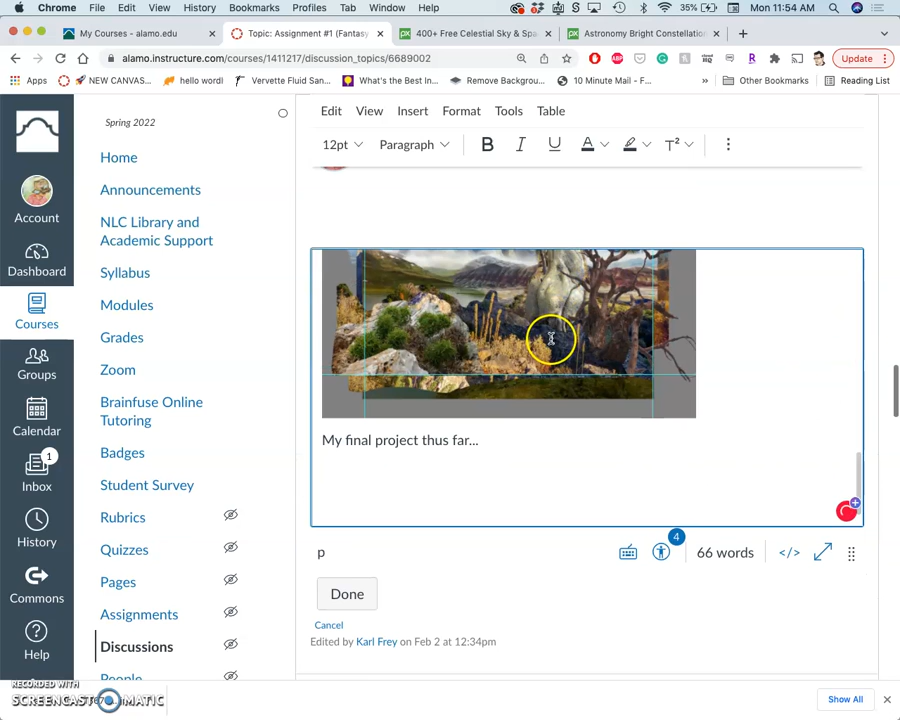 Chrome File Edit View History Bookmarks Profiles Tab Window Help 35% Mon 11:54 AM
My Courses - alamo.edu
Topic: Assignment #1 (Fantasy
400+ Free Celestial Sky & Spa
Astronomy Bright Constellation
alamo.instructure.com/courses/1411217/discussion_topics/6689002
Update
Apps
NEW CANVAS...
hello world!
Vervette Fluid San...
What's the Best In...
Remove Backgrou...
10 Minute Mail - F...
Other Bookmarks
Reading List
Account
Dashboard
Courses
Groups
Calendar
1
Inbox
History
Commons
Help
Spring 2022
Home
Announcements
NLC Library and
Academic Support
Syllabus
Modules
Grades
Zoom
Brainfuse Online
Tutoring
Badges
Student Survey
Rubrics
Quizzes
Pages
Assignments
Discussions
People
Edit View Insert Format Tools Table
12pt Paragraph B I U A T²
My final project thus far...
p
4
66 words
</>
Done
Cancel
Edited by Karl Frey on Feb 2 at 12:34pm
RECORDED WITH
SCREENCAST MATIC
Show All